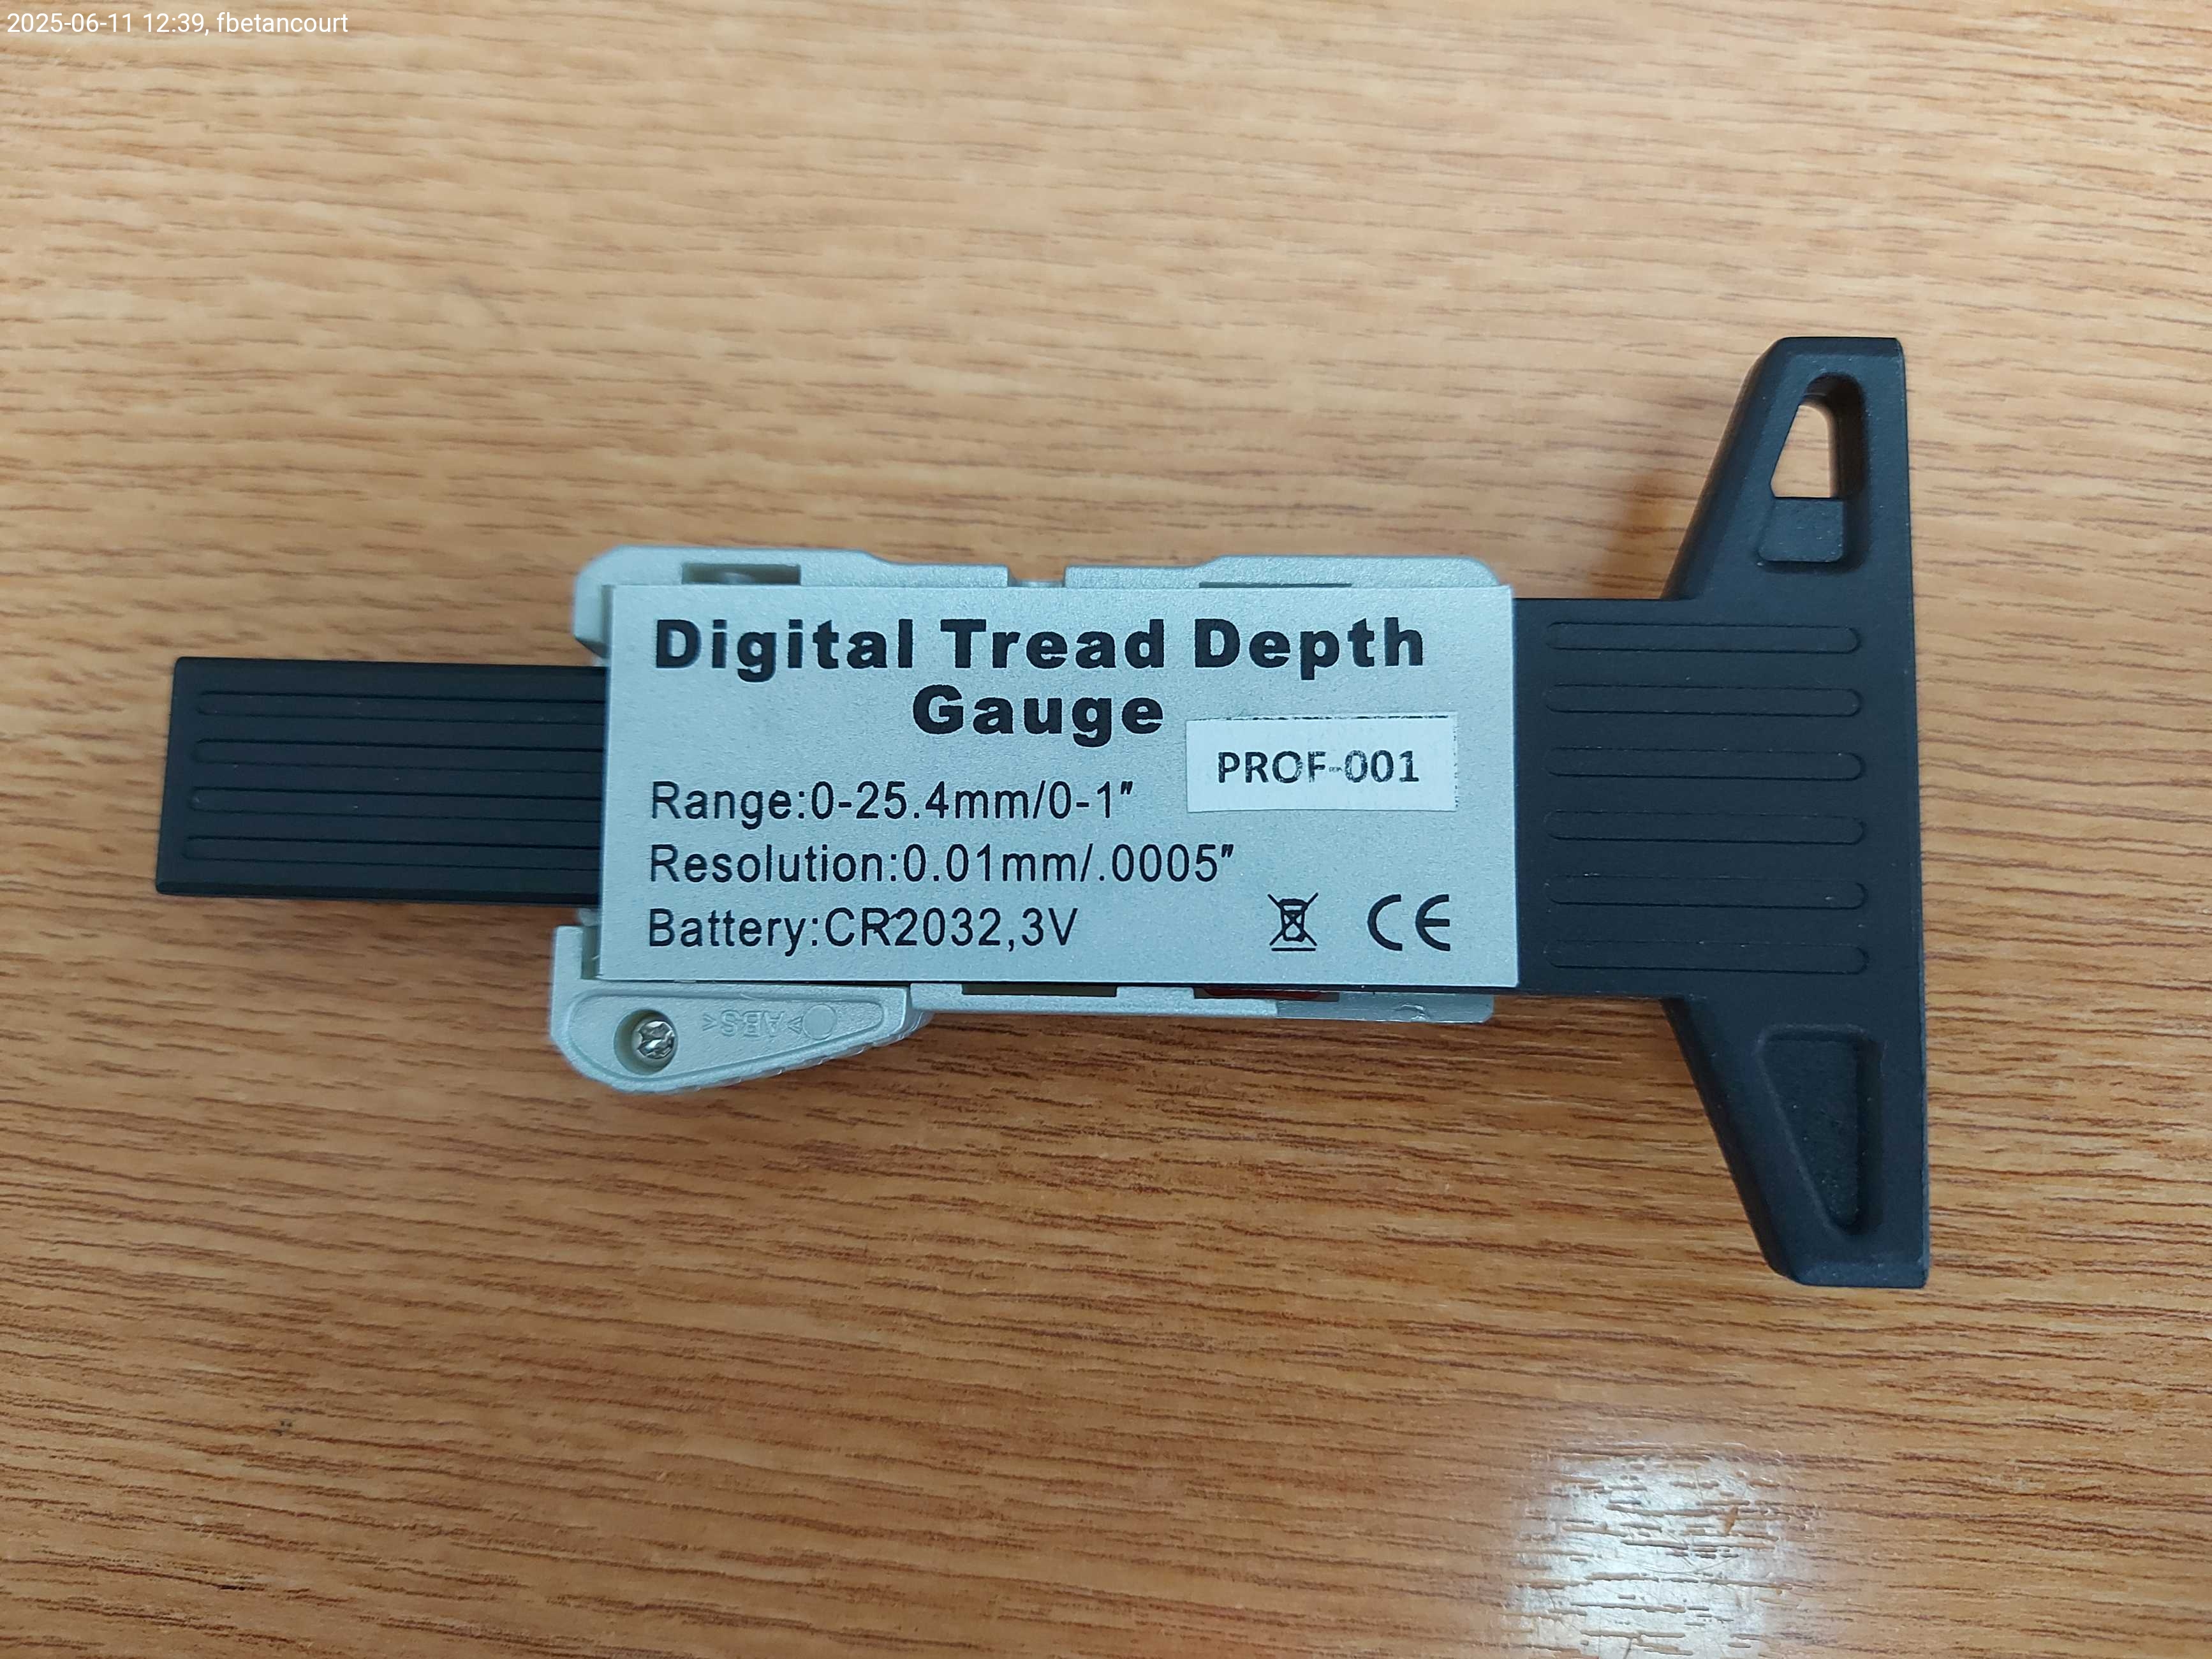 2025-06-11 12:39, fbetancourt
Digital Tread Depth
Gauge
PROF-001
Range:0-25.4mm/0-1″
Resolution:0.01mm/.0005″
Battery:CR2032,3V
CE
>ABS<